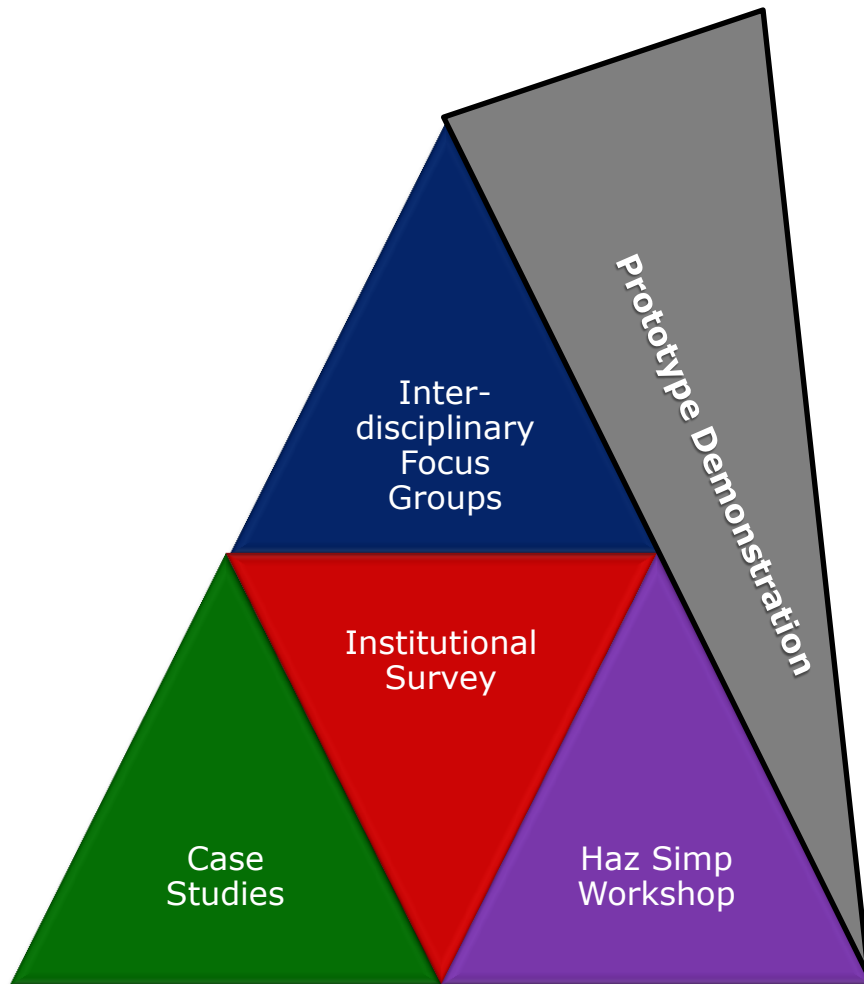 Inter-
disciplinary
Focus
Groups
Prototype Demonstration
Institutional
Survey
Case
Studies
Haz Simp
Workshop